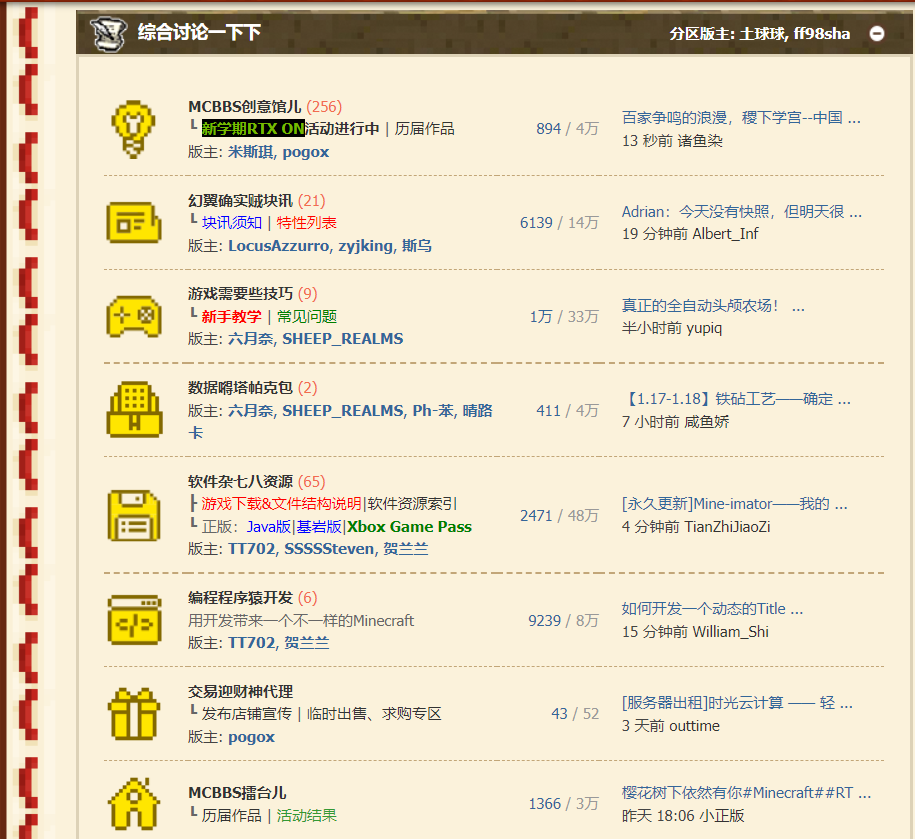 综合讨论一下下
分区版主: 土球球, ff98sha
MCBBS创意馆儿 (256)
┗ 新学期RTX ON活动进行中 | 历届作品
版主: 米斯琪, pogox
894 / 4万
百家争鸣的浪漫，稷下学宫--中国 ...
13 秒前 诸鱼染
幻翼确实贼块讯 (21)
┗ 块讯须知 | 特性列表
版主: LocusAzzurro, zyjking, 斯乌
6139 / 14万
Adrian：今天没有快照，但明天很 ...
19 分钟前 Albert_Inf
游戏需要些技巧 (9)
┗ 新手教学 | 常见问题
版主: 六月奈, SHEEP_REALMS
1万 / 33万
真正的全自动头颅农场！ ...
半小时前 yupiq
数据嘚塔帕克包 (2)
版主: 六月奈, SHEEP_REALMS, Ph-苯, 晴路
卡
411 / 4万
【1.17-1.18】铁砧工艺——确定 ...
7 小时前 咸鱼娇
软件杂七八资源 (65)
┣ 游戏下载&文件结构说明|软件资源索引
┗ 正版：Java版|基岩版|Xbox Game Pass
版主: TT702, SSSSSteven, 贺兰兰
2471 / 48万
[永久更新]Mine-imator——我的 ...
4 分钟前 TianZhiJiaoZi
编程程序猿开发 (6)
用开发带来一个不一样的Minecraft
版主: TT702, 贺兰兰
9239 / 8万
如何开发一个动态的Title ...
15 分钟前 William_Shi
交易迎财神代理
┗ 发布店铺宣传 | 临时出售、求购专区
版主: pogox
43 / 52
[服务器出租]时光云计算 —— 轻 ...
3 天前 outtime
MCBBS擂台儿
┗ 历届作品 | 活动结果
1366 / 3万
樱花树下依然有你#Minecraft##RT ...
昨天 18:06 小正版